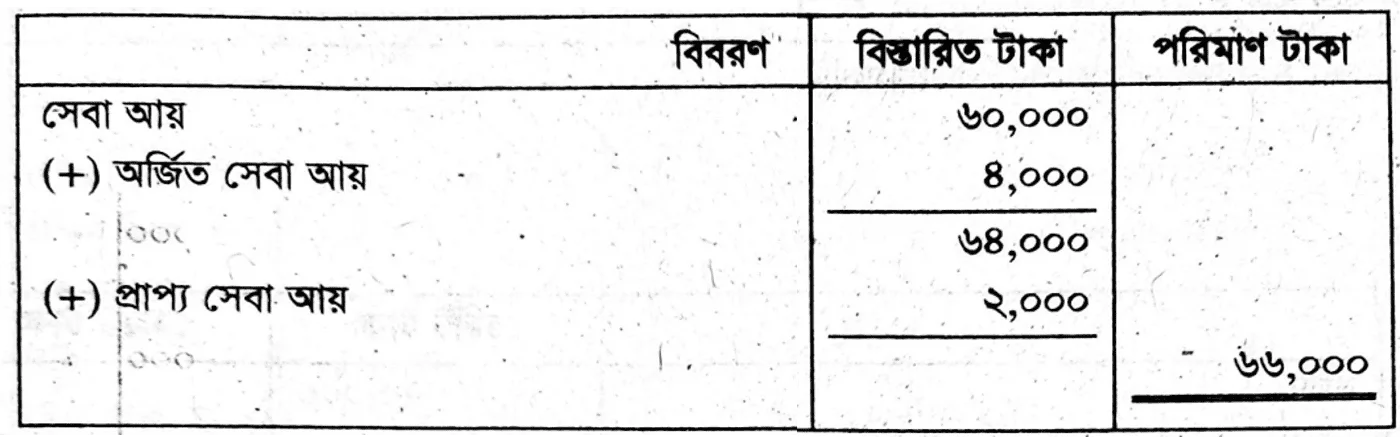 বিবরণ বিস্তারিত টাকা পরিমাণ টাকা
সেবা আয় ৬০,০০০
(+) অর্জিত সেবা আয় ৪,০০০
৬৪,০০০
(+) প্রাপ্য সেবা আয় ২,০০০
৬৬,০০০